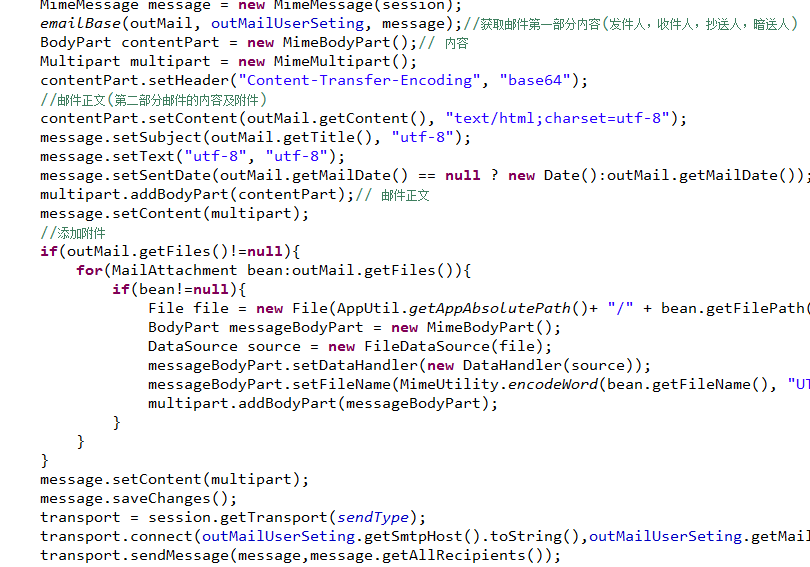 MimeMessage message = new MimeMessage(session);
emailBase(outMail, outMailUserSeting, message);//获取邮件第一部分内容(发件人，收件人，抄送人，暗送人)
BodyPart contentPart = new MimeBodyPart();// 内容
Multipart multipart = new MimeMultipart();
contentPart.setHeader("Content-Transfer-Encoding", "base64");
//邮件正文(第二部分邮件的内容及附件)
contentPart.setContent(outMail.getContent(), "text/html;charset=utf-8");
message.setSubject(outMail.getTitle(), "utf-8");
message.setText("utf-8", "utf-8");
message.setSentDate(outMail.getMailDate() == null ? new Date():outMail.getMailDate());
multipart.addBodyPart(contentPart);// 邮件正文
message.setContent(multipart);
//添加附件
if(outMail.getFiles()!=null){
for(MailAttachment bean:outMail.getFiles()){
if(bean!=null){
File file = new File(AppUtil.getAppAbsolutePath()+ "/" + bean.getFilePath(
BodyPart messageBodyPart = new MimeBodyPart();
DataSource source = new FileDataSource(file);
messageBodyPart.setDataHandler(new DataHandler(source));
messageBodyPart.setFileName(MimeUtility.encodeWord(bean.getFileName(), "UT
multipart.addBodyPart(messageBodyPart);
}
}
}
message.setContent(multipart);
message.saveChanges();
transport = session.getTransport(sendType);
transport.connect(outMailUserSeting.getSmtpHost().toString(),outMailUserSeting.getMail
transport.sendMessage(message,message.getAllRecipients());